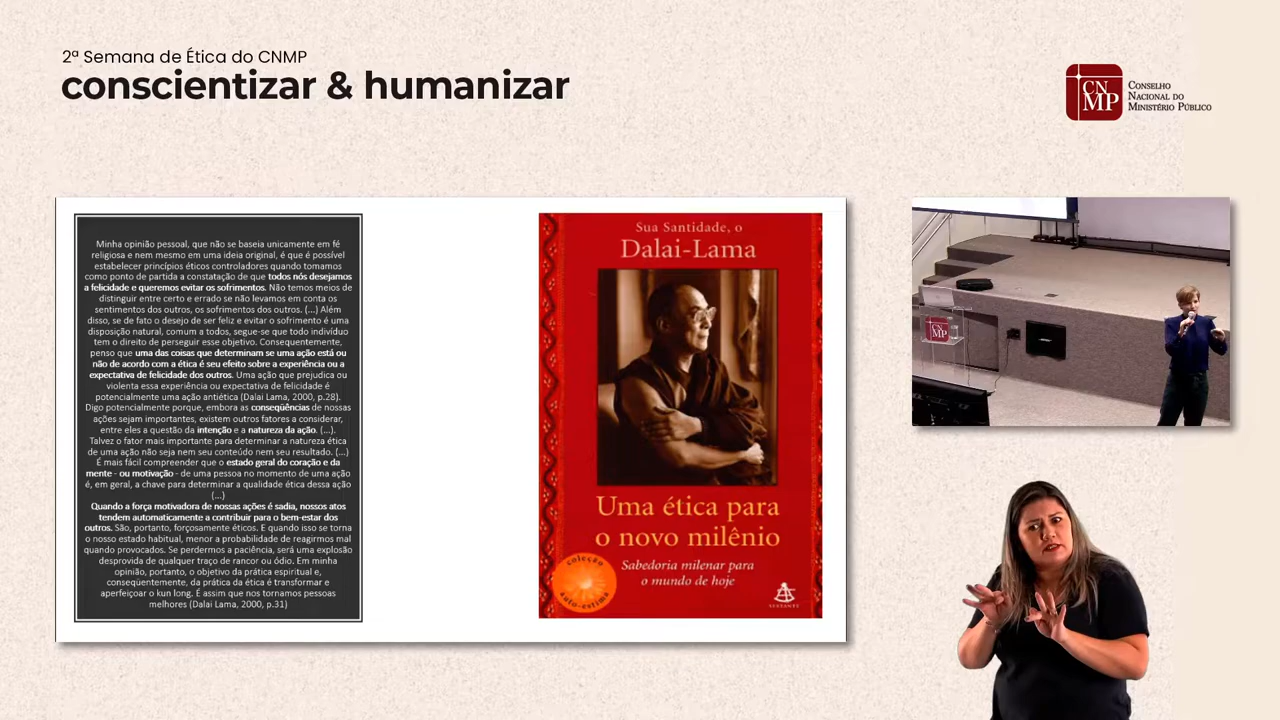 2ª Semana de Ética do CNMP
conscientizar & humanizar
CN
MP
CONSELHO
NACIONAL DO
MINISTÉRIO PÚBLICO
Minha opinião pessoal, que não se baseia unicamente em fé
religiosa e nem mesmo em uma ideia original, é que é possível
estabelecer princípios éticos controladores quando tomamos
como ponto de partida a constatação de que todos nós desejamos
a felicidade e queremos evitar os sofrimentos. Não temos meios de
distinguir entre certo e errado se não levamos em conta os
sentimentos dos outros, os sofrimentos dos outros. (...) Além
disso, se de fato o desejo de ser feliz e evitar o sofrimento é uma
disposição natural, comum a todos, segue-se que todo indivíduo
tem o direito de perseguir esse objetivo. Consequentemente,
penso que uma das coisas que determinam se uma ação está ou
não de acordo com a ética é seu efeito sobre a experiência ou a
expectativa de felicidade dos outros. Uma ação que prejudica ou
violenta essa experiência ou expectativa de felicidade é
potencialmente uma ação antiética (Dalai Lama, 2000, p.28).
Digo potencialmente porque, embora as conseqüências de nossas
ações sejam importantes, existem outros fatores a considerar,
entre eles a questão da intenção e a natureza da ação. (...).
Talvez o fator mais importante para determinar a natureza ética
de uma ação não seja nem seu conteúdo nem seu resultado. (...)
É mais fácil compreender que o estado geral do coração e da
mente - ou motivação - de uma pessoa no momento de uma ação
é, em geral, a chave para determinar a qualidade ética dessa ação
(...)
Quando a força motivadora de nossas ações é sadia, nossos atos
tendem automaticamente a contribuir para o bem-estar dos
outros. São, portanto, forçosamente éticos. E quando isso se torna
o nosso estado habitual, menor a probabilidade de reagirmos mal
quando provocados. Se perdermos a paciência, será uma explosão
desprovida de qualquer traço de rancor ou ódio. Em minha
opinião, portanto, o objetivo da prática espiritual e,
conseqüentemente, da prática da ética é transformar e
aperfeiçoar o kun long. É assim que nos tornamos pessoas
melhores (Dalai Lama, 2000, p.31)
Sua Santidade, o
Dalai-Lama
Uma ética para
o novo milênio
Sabedoria milenar para
o mundo de hoje
coleção
auto-estima
SEXTANTE
CN
MP